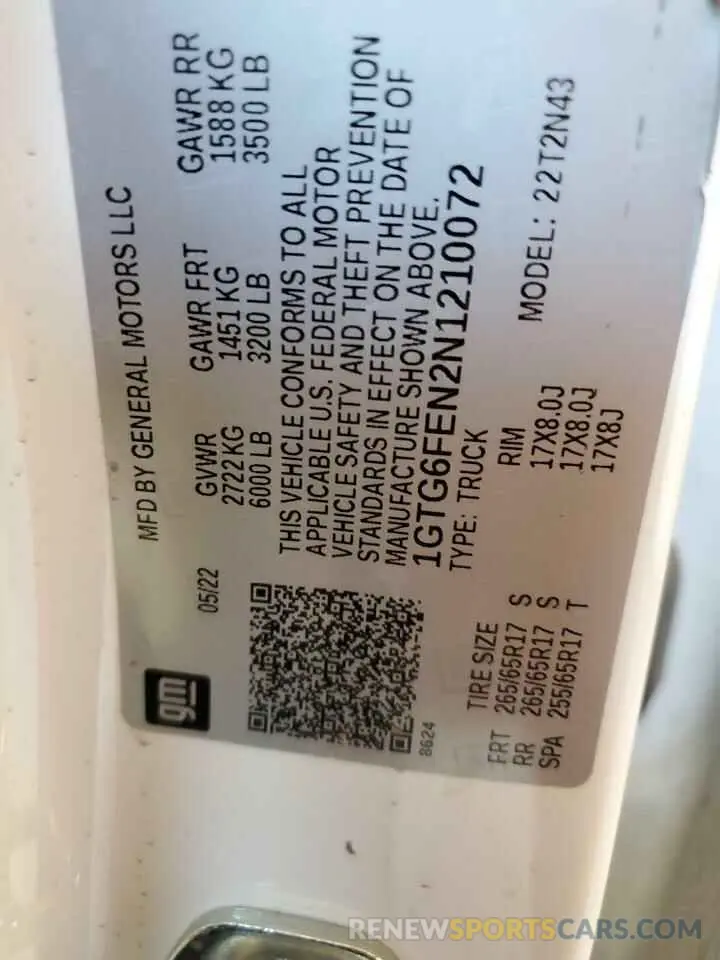 MFD BY GENERAL MOTORS LLC
gm
05/22
GVWR GAWR FRT GAWR RR
2722 KG 1451 KG 1588 KG
6000 LB 3200 LB 3500 LB
THIS VEHICLE CONFORMS TO ALL
APPLICABLE U.S. FEDERAL MOTOR
VEHICLE SAFETY AND THEFT PREVENTION
STANDARDS IN EFFECT ON THE DATE OF
MANUFACTURE SHOWN ABOVE.
1GTG6FEN2N1210072
8624
TYPE: TRUCK
MODEL: 22T2N43
TIRE SIZE RIM
FRT 265/65R17 S 17X8.0J
RR 265/65R17 S 17X8.0J
SPA 255/65R17 T 17X8J
RENEWSPORTSCARS.COM